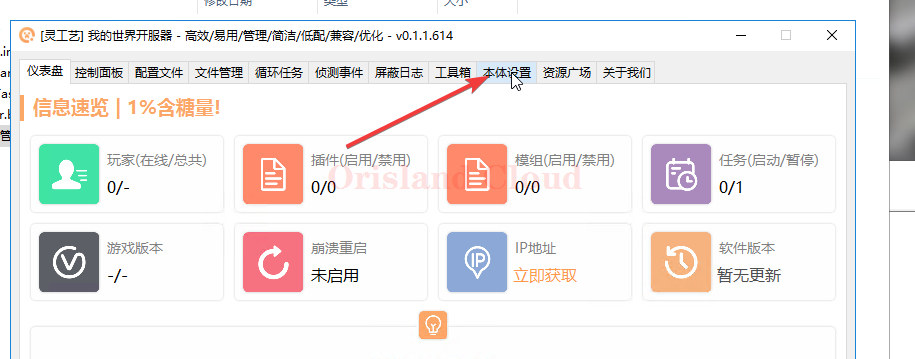 修改日期 类型 大小
[灵工艺] 我的世界开服器 - 高效/易用/管理/简洁/低配/兼容/优化 - v0.1.1.614
仪表盘 控制面板 配置文件 文件管理 循环任务 侦测事件 屏蔽日志 工具箱 本体设置 资源广场 关于我们
信息速览 | 1%含糖量!
玩家(在线/总共) 插件(启用/禁用) 模组(启用/禁用) 任务(启动/暂停)
0/- 0/0 0/0 0/1
Orisland Cloud
游戏版本 崩溃重启 IP地址 软件版本
-/- 未启用 立即获取 暂无更新
IP